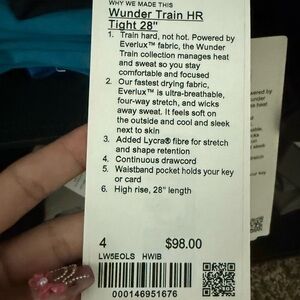 WHY WE MADE THIS
Wunder Train HR
Tight 28"
1. Train hard, not hot. Powered by
Everlux™ fabric, the Wunder
Train collection manages heat
and sweat so you stay
comfortable and focused
2. Our fastest drying fabric,
Everlux™ is ultra-breathable,
four-way stretch, and wicks
away sweat. It feels soft on
the outside and cool and sleek
next to skin
3. Added Lycra® fibre for stretch
and shape retention
4. Continuous drawcord
5. Waistband pocket holds your key
or card
6. High rise, 28" length
4 $98.00
LW5EOLS HWIB
000146951676
Powered by
Wunder